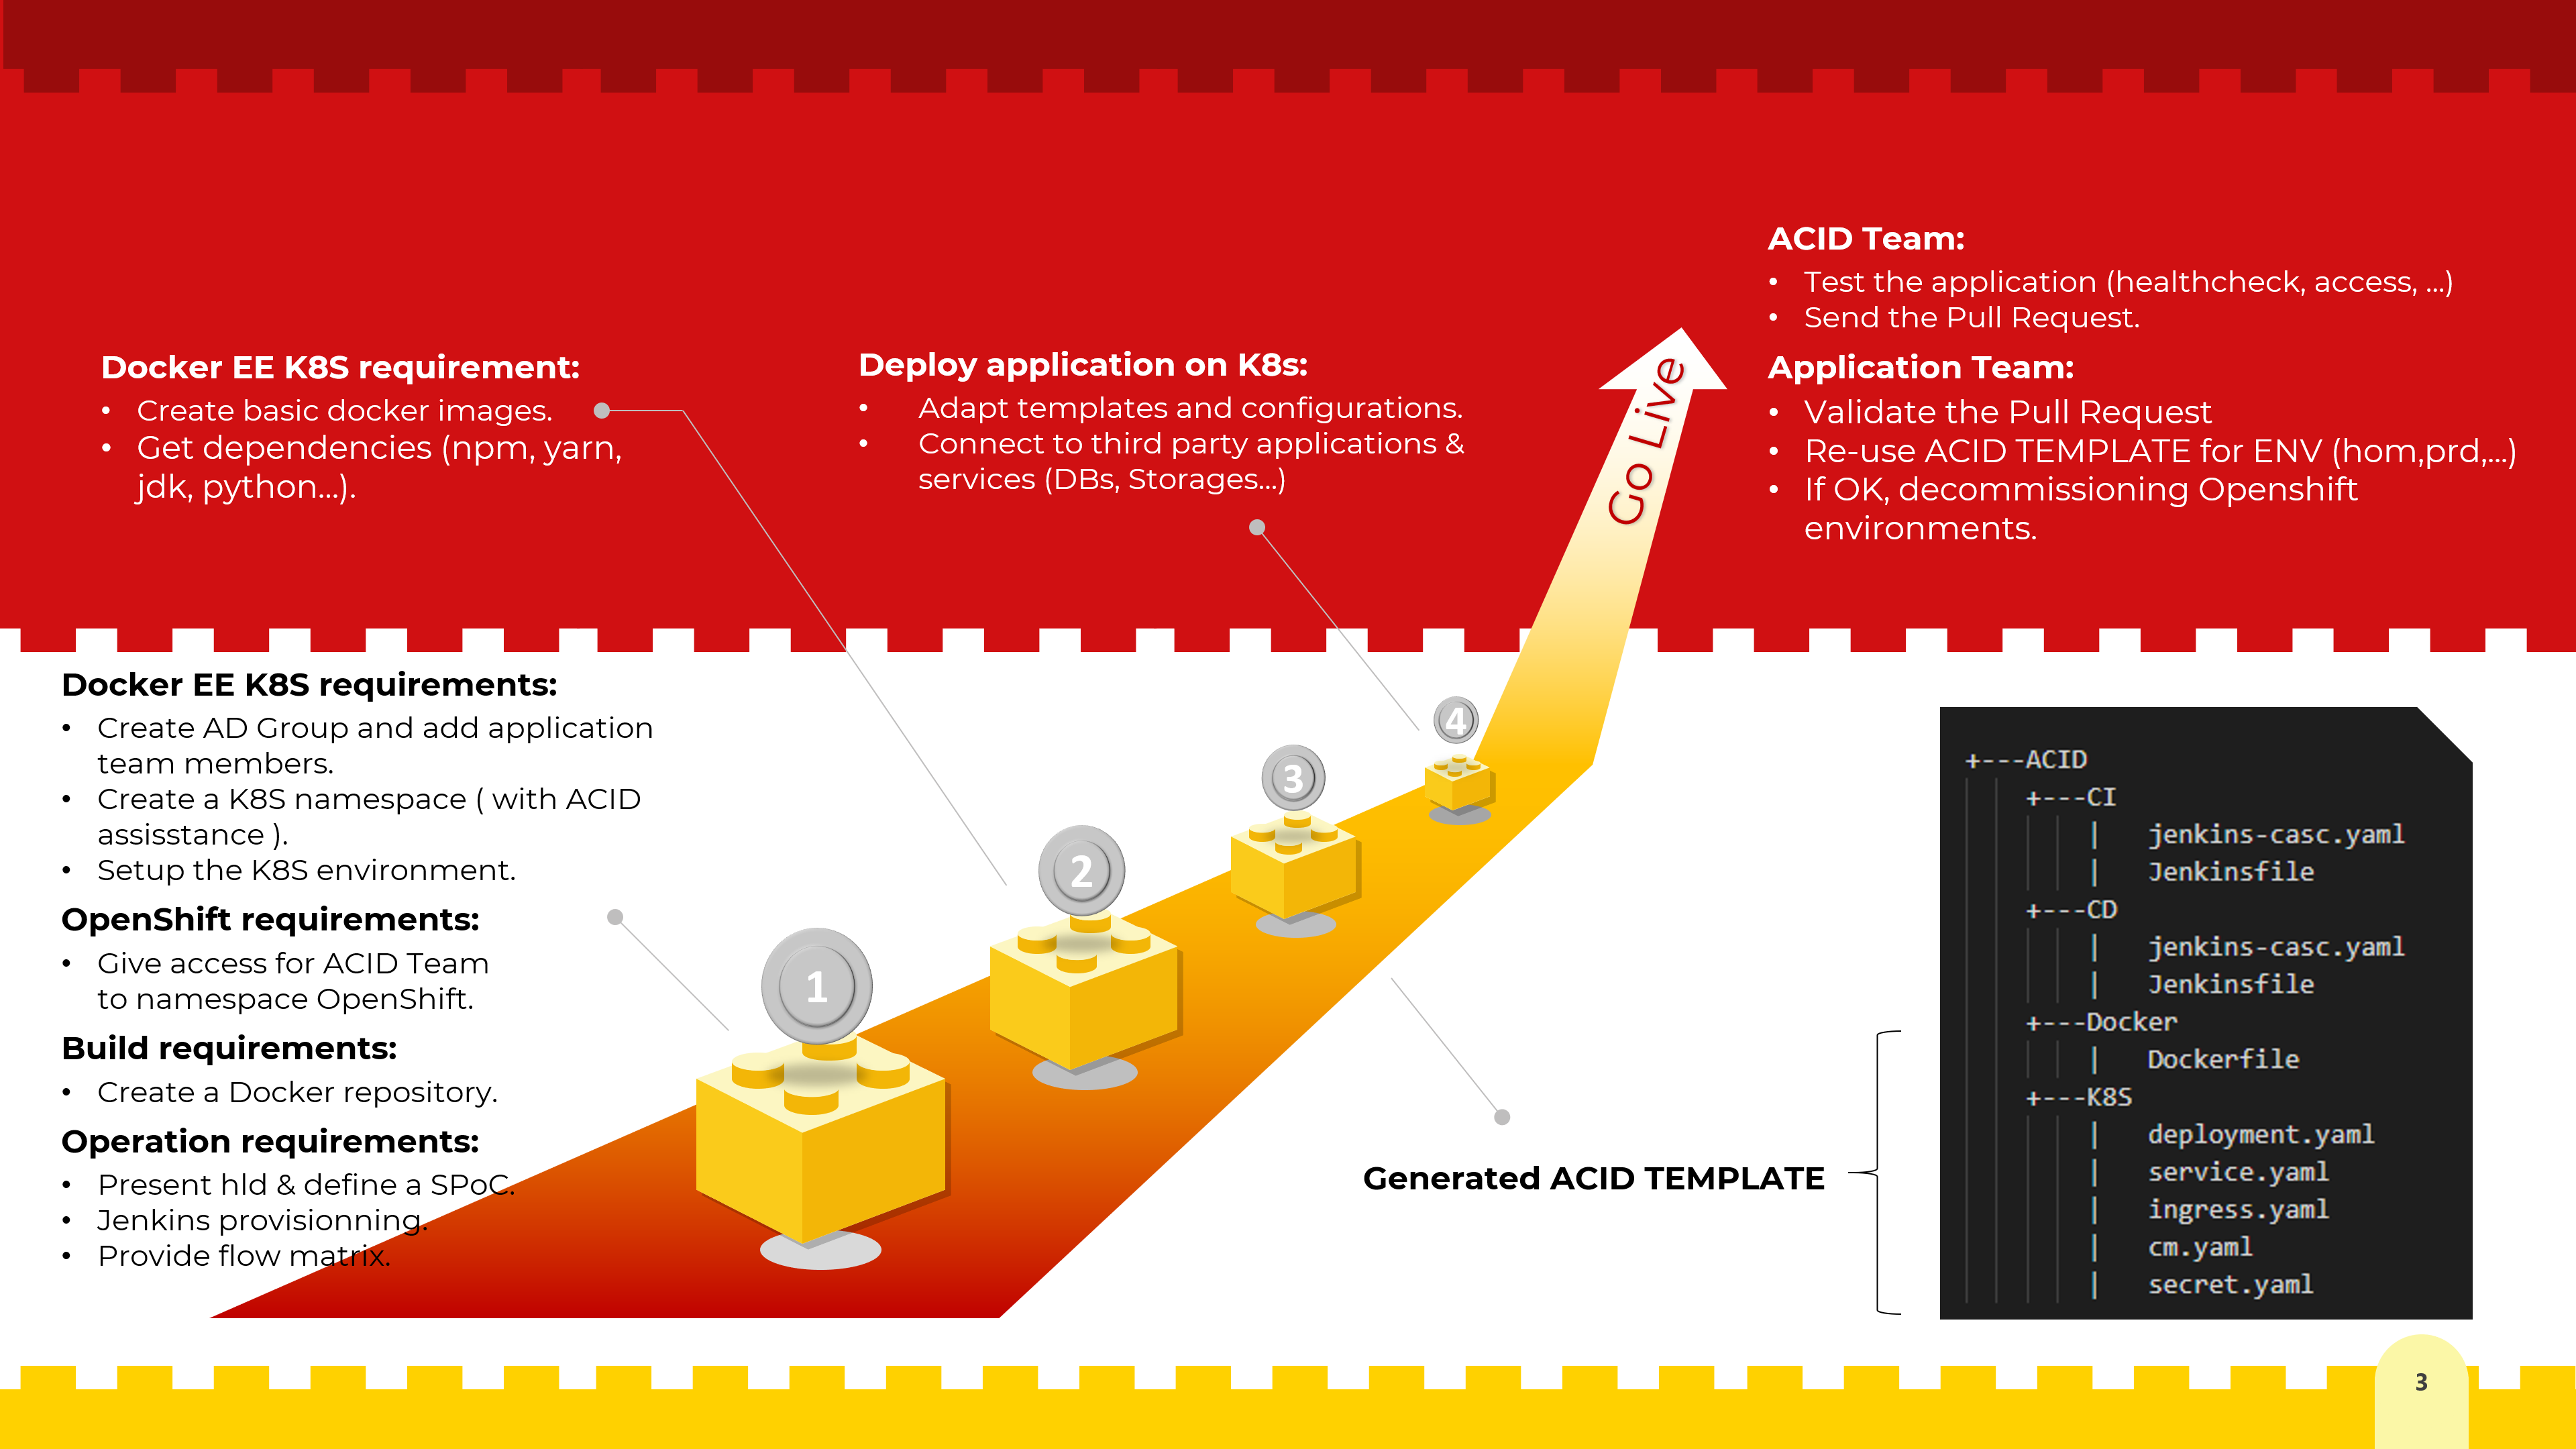 ACID Team:
• Test the application (healthcheck, access, ...)
• Send the Pull Request.
Application Team:
• Validate the Pull Request
• Re-use ACID TEMPLATE for ENV (hom,prd,...)
• If OK, decommissioning Openshift
environments.
Docker EE K8S requirement:
• Create basic docker images.
• Get dependencies (npm, yarn,
jdk, python...).
Deploy application on K8s:
• Adapt templates and configurations.
• Connect to third party applications &
services (DBs, Storages...)
Go Live
Docker EE K8S requirements:
• Create AD Group and add application
team members.
• Create a K8S namespace ( with ACID
assisstance ).
• Setup the K8S environment.
OpenShift requirements:
• Give access for ACID Team
to namespace OpenShift.
Build requirements:
• Create a Docker repository.
Operation requirements:
• Present hld & define a SPoC.
• Jenkins provisionning.
• Provide flow matrix.
1
2
3
4
Generated ACID TEMPLATE
+---ACID
+---CI
| jenkins-casc.yaml
| Jenkinsfile
+---CD
| jenkins-casc.yaml
| Jenkinsfile
+---Docker
| Dockerfile
+---K8S
| deployment.yaml
| service.yaml
| ingress.yaml
| cm.yaml
| secret.yaml
3